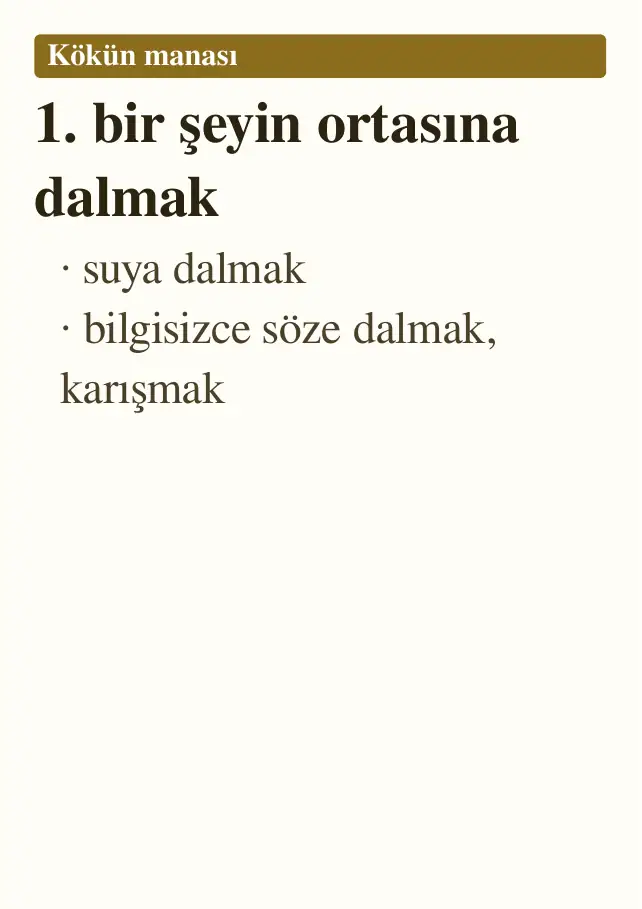 Kökün manası
1. bir şeyin ortasına
dalmak
· suya dalmak
· bilgisizce söze dalmak,
karışmak